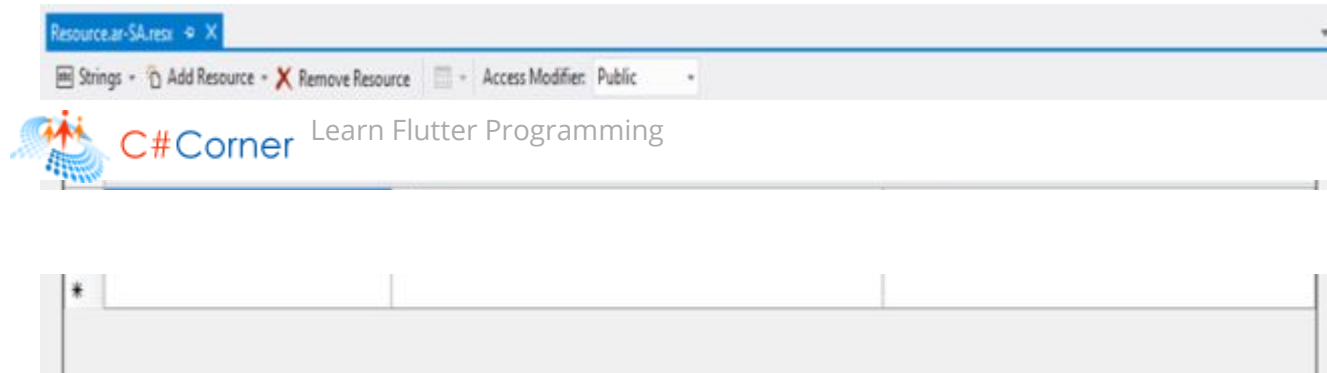 Resource.ar-SA.resx
Strings Add Resource Remove Resource Access Modifier: Public
C#Corner Learn Flutter Programming
*